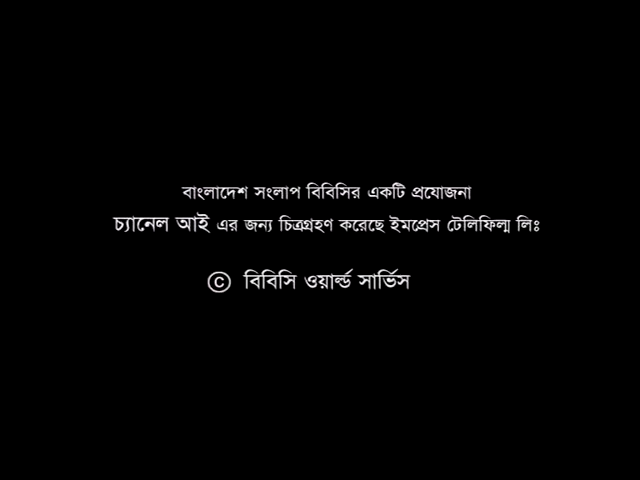 বাংলাদেশ সংলাপ বিবিসির একটি প্রযোজনা
চ্যানেল আই এর জন্য চিত্রগ্রহণ করেছে ইমপ্রেস টেলিফিল্ম লিঃ
© বিবিসি ওয়ার্ল্ড সার্ভিস